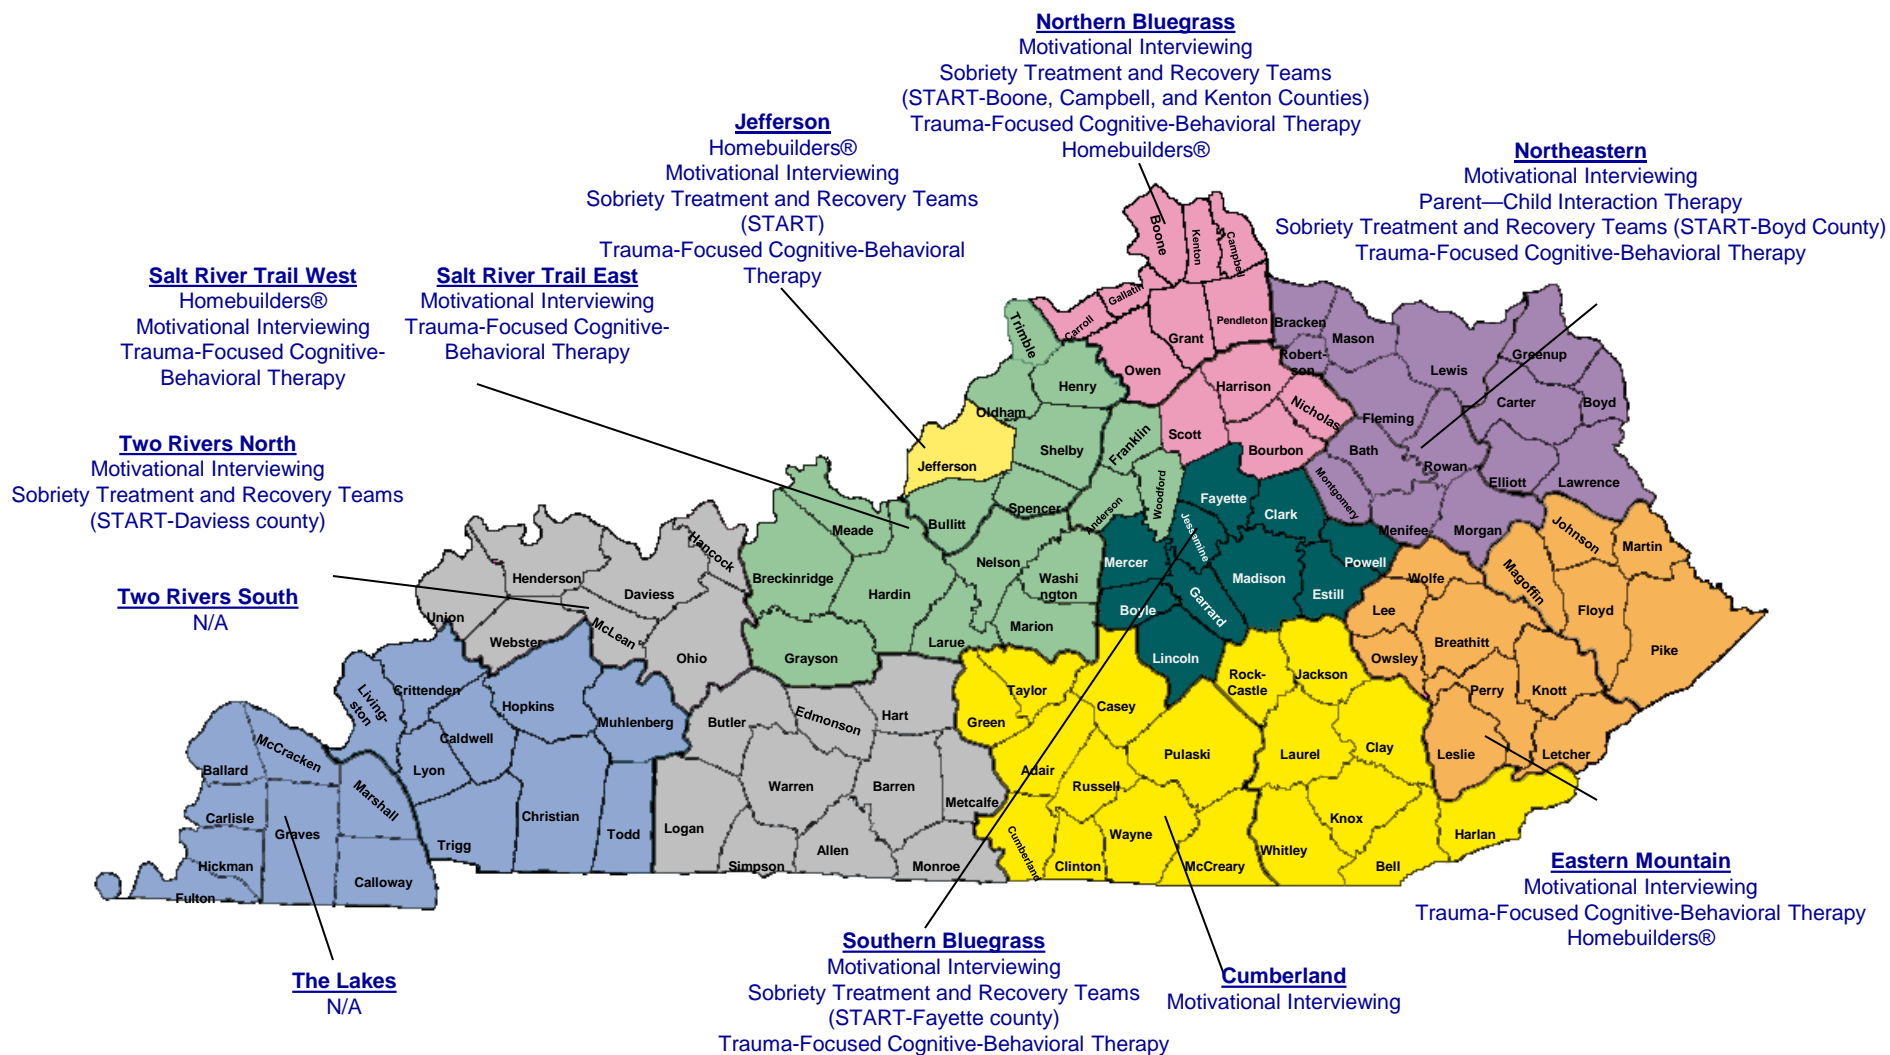 Northern Bluegrass
Motivational Interviewing
Sobriety Treatment and Recovery Teams
(START-Boone, Campbell, and Kenton Counties)
Trauma-Focused Cognitive-Behavioral Therapy
Homebuilders®
Jefferson
Homebuilders®
Motivational Interviewing
Sobriety Treatment and Recovery Teams
(START)
Trauma-Focused Cognitive-Behavioral
Therapy
Northeastern
Motivational Interviewing
Parent—Child Interaction Therapy
Sobriety Treatment and Recovery Teams (START-Boyd County)
Trauma-Focused Cognitive-Behavioral Therapy
Salt River Trail West
Homebuilders®
Motivational Interviewing
Trauma-Focused Cognitive-
Behavioral Therapy
Salt River Trail East
Motivational Interviewing
Trauma-Focused Cognitive-
Behavioral Therapy
Two Rivers North
Motivational Interviewing
Sobriety Treatment and Recovery Teams
(START-Daviess county)
Two Rivers South
N/A
Boone
Kenton
Campbell
Gallatin
Carroll
Grant
Pendleton
Owen
Harrison
Nicholas
Scott
Bourbon
Bracken
Mason
Robert-
son
Lewis
Greenup
Fleming
Carter
Boyd
Bath
Rowan
Montgomery
Elliott
Lawrence
Menifee
Morgan
Trimble
Henry
Oldham
Shelby
Franklin
Jefferson
Spencer
Anderson
Woodford
Bullitt
Meade
Breckinridge
Hardin
Nelson
Washi
ngton
Marion
Larue
Grayson
Fayette
Clark
Jessamine
Mercer
Madison
Powell
Estill
Boyle
Garrard
Lincoln
Johnson
Martin
Magoffin
Wolfe
Lee
Floyd
Breathitt
Owsley
Pike
Perry
Knott
Leslie
Letcher
Hancock
Henderson
Daviess
Union
Webster
McLean
Ohio
Butler
Edmonson
Hart
Warren
Barren
Metcalfe
Logan
Simpson
Allen
Monroe
Living-
ston
Crittenden
Hopkins
Muhlenberg
Caldwell
Lyon
McCracken
Ballard
Marshall
Carlisle
Graves
Christian
Todd
Trigg
Hickman
Calloway
Fulton
Taylor
Green
Casey
Rock-
Castle
Jackson
Adair
Pulaski
Laurel
Clay
Russell
Wayne
Knox
Cumberland
Clinton
McCreary
Whitley
Bell
Harlan
Eastern Mountain
Motivational Interviewing
Trauma-Focused Cognitive-Behavioral Therapy
Homebuilders®
The Lakes
N/A
Southern Bluegrass
Motivational Interviewing
Sobriety Treatment and Recovery Teams
(START-Fayette county)
Trauma-Focused Cognitive-Behavioral Therapy
Cumberland
Motivational Interviewing